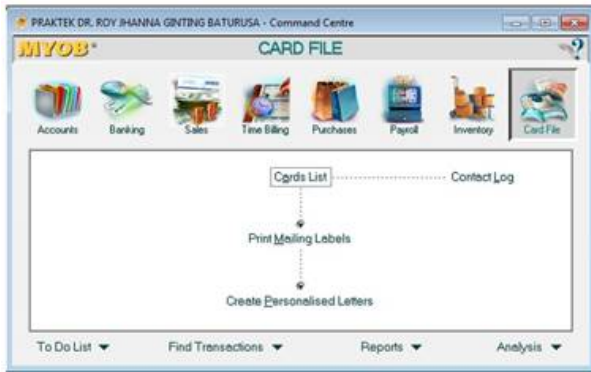 PRAKTEK DR. ROY JHANNA GINTING BATURUSA - Command Centre
MYOB CARD FILE
Accounts Banking Sales Time Billing Purchases Payroll Inventory Card File
Cards List Contact Log
Print Mailing Labels
Create Personalised Letters
To Do List Find Transactions Reports Analysis